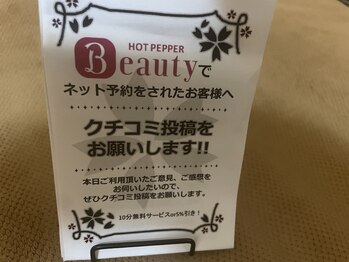 HOT PEPPER
Beautyで
ネット予約をされたお客様へ
クチコミ投稿を
お願いします!!
本日ご利用頂いたご意見、ご感想を
お伺いしたいので、
ぜひクチコミ投稿をお願いします。
10分無料サービスor5%引き!